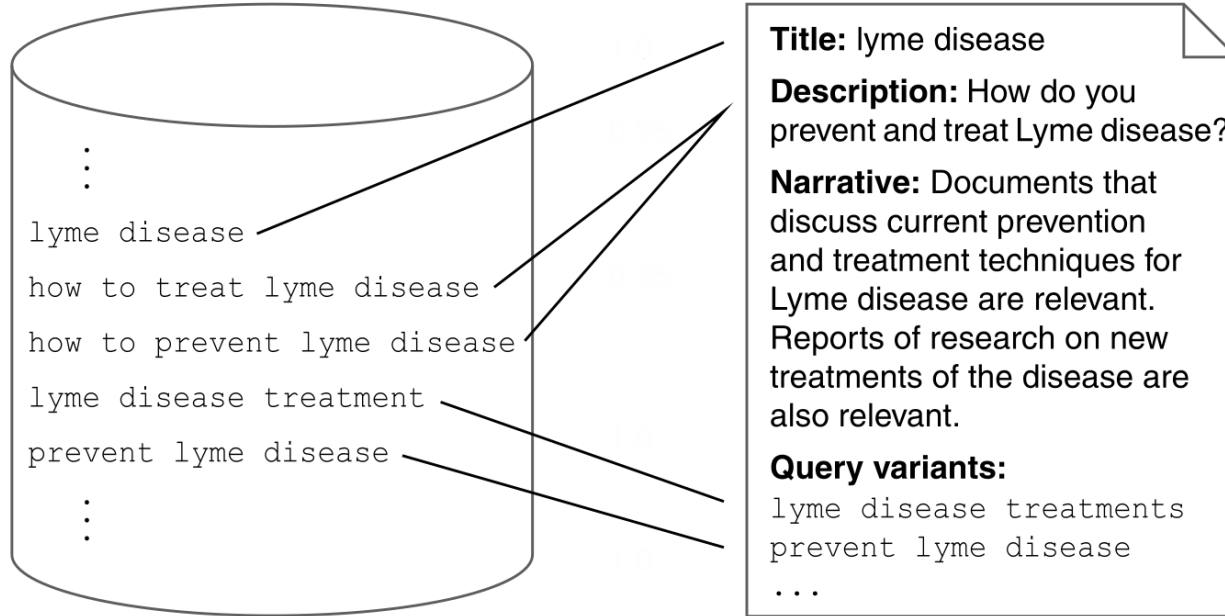 ⋮
lyme disease
how to treat lyme disease
how to prevent lyme disease
lyme disease treatment
prevent lyme disease
⋮
Title: lyme disease
Description: How do you
prevent and treat Lyme disease?
Narrative: Documents that
discuss current prevention
and treatment techniques for
Lyme disease are relevant.
Reports of research on new
treatments of the disease are
also relevant.
Query variants:
lyme disease treatments
prevent lyme disease
...